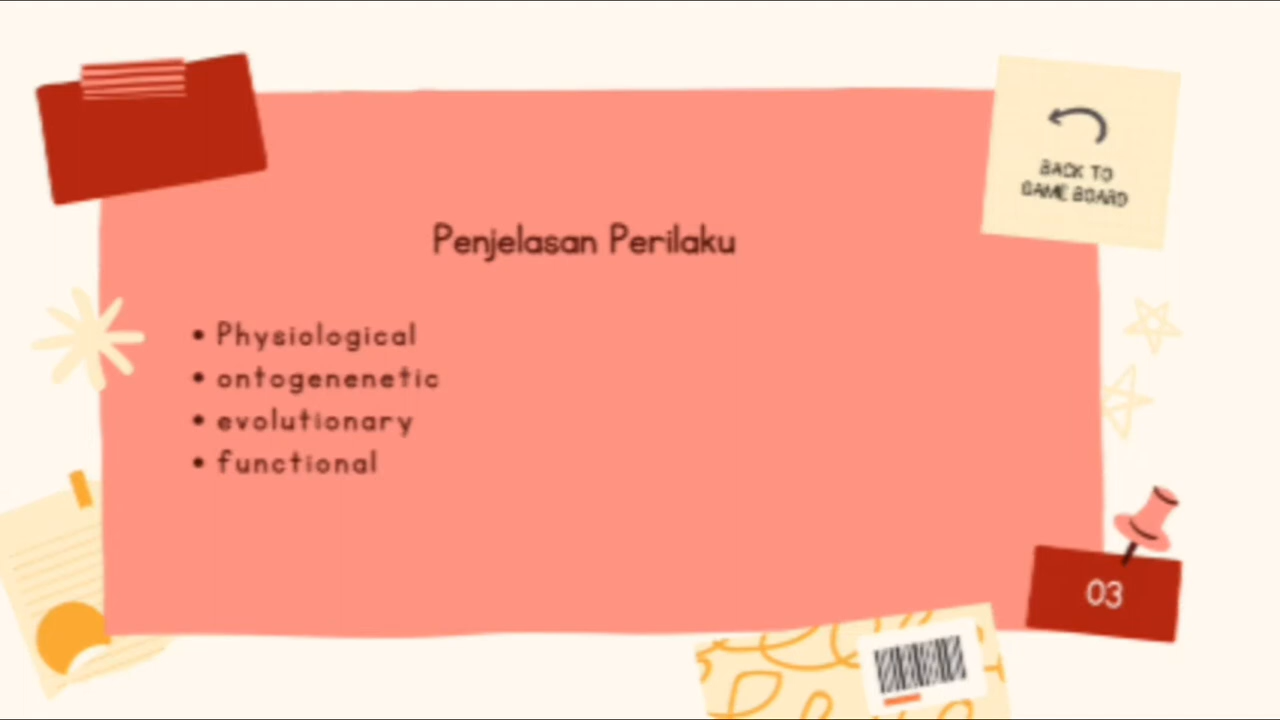 BACK TO
GAME BOARD
Penjelasan Perilaku
• Physiological
• ontogenenetic
• evolutionary
• functional
03